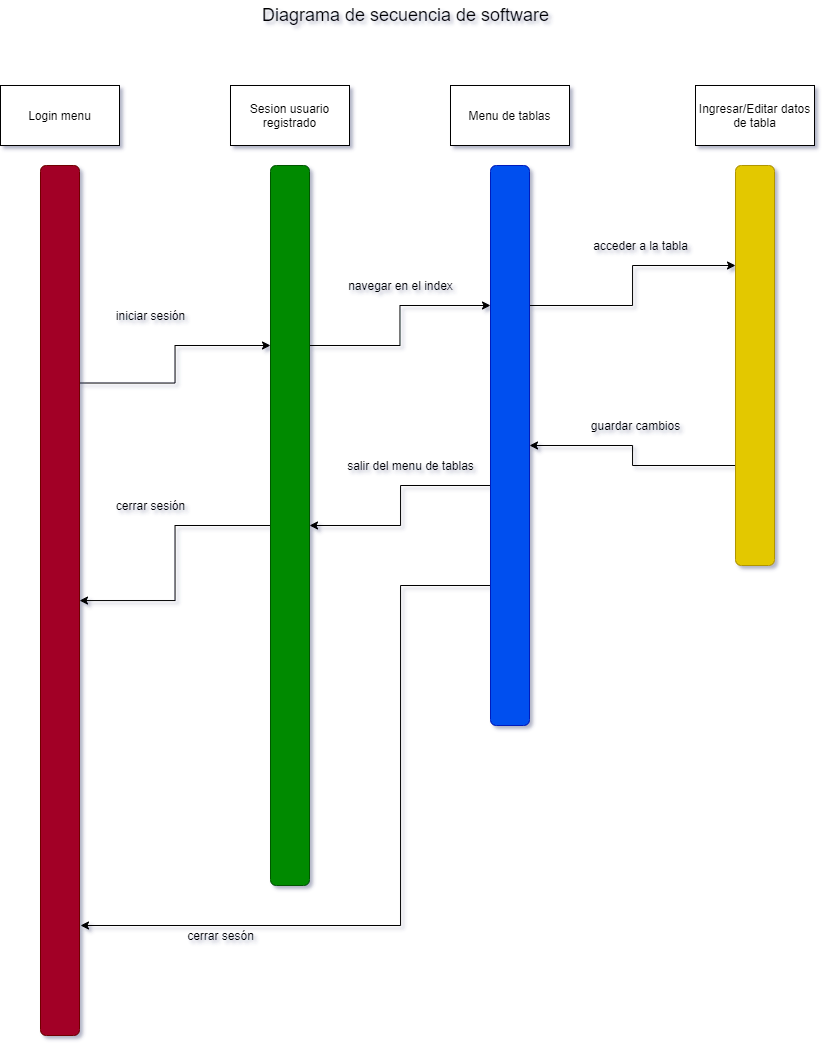 Diagrama de secuencia de software
Login menu
Sesion usuario
registrado
Menu de tablas
Ingresar/Editar datos
de tabla
acceder a la tabla
navegar en el index
iniciar sesión
guardar cambios
salir del menu de tablas
cerrar sesión
cerrar sesón